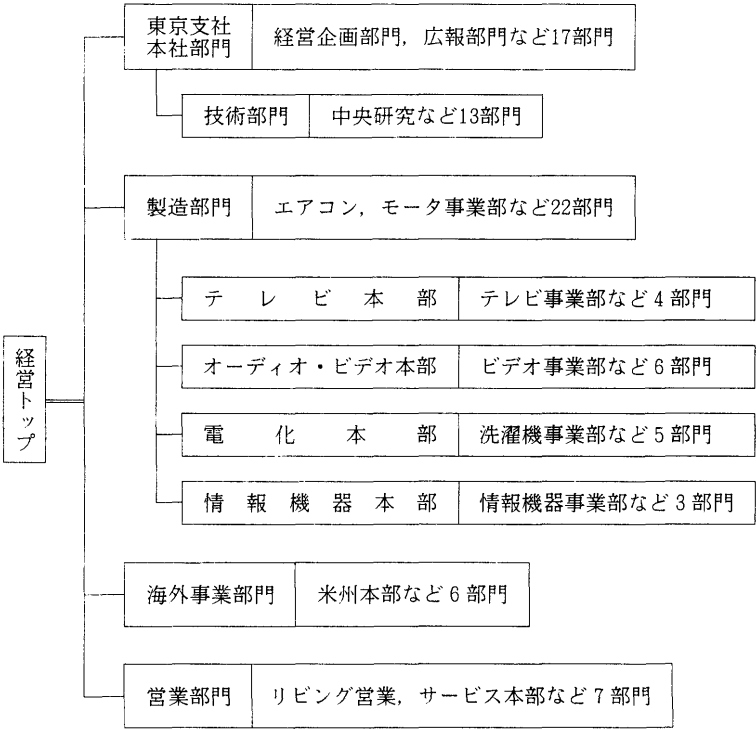 東京支社
本社部門
経営企画部門，広報部門など17部門
技術部門
中央研究など13部門
製造部門
エアコン，モータ事業部など22部門
テレビ本部
テレビ事業部など4部門
オーディオ・ビデオ本部
ビデオ事業部など6部門
電化本部
洗濯機事業部など5部門
情報機器本部
情報機器事業部など3部門
経営トップ
海外事業部門
米州本部など6部門
営業部門
リビング営業，サービス本部など7部門